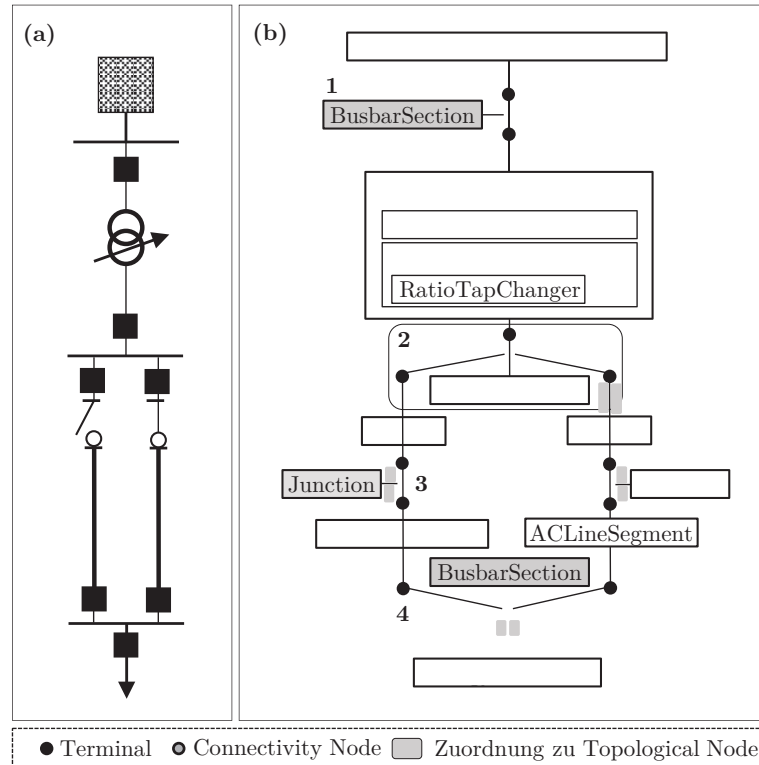 (a)
(b)
1
BusbarSection
RatioTapChanger
2
Junction
3
ACLineSegment
BusbarSection
4
Terminal
Connectivity Node
Zuordnung zu Topological Node